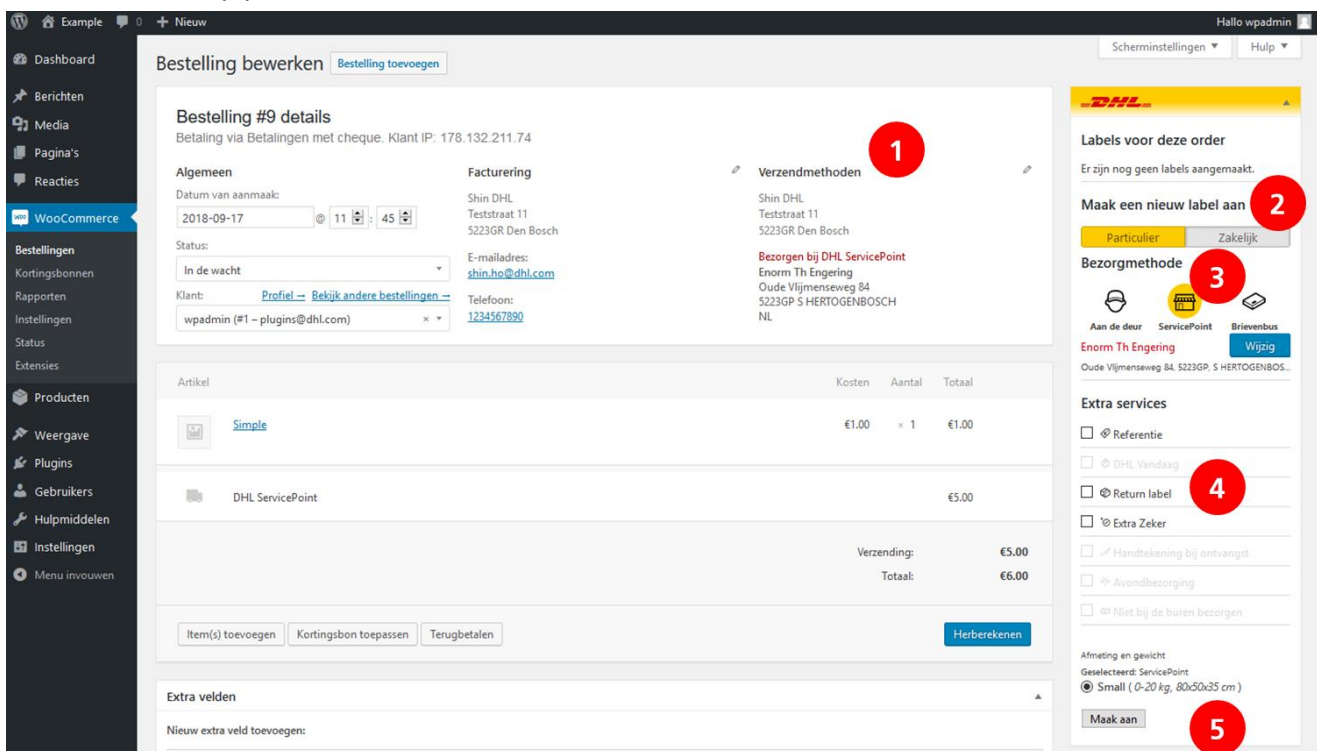 Example 0 + Nieuw Hallo wpadmin
Scherminstellingen ▼ Hulp ▼
Dashboard
Berichten
Media
Pagina's
Reacties
WooCommerce
Bestellingen
Kortingsbonnen
Rapporten
Instellingen
Status
Extensies
Producten
Weergave
Plugins
Gebruikers
Hulpmiddelen
Instellingen
Menu invouwen
Bestelling bewerken Bestelling toevoegen
Bestelling #9 details
Betaling via Betalingen met cheque. Klant IP: 178.132.211.74
1
Algemeen
Datum van aanmaak:
2018-09-17 @ 11 : 45
Status:
In de wacht
Klant: Profiel → Bekijk andere bestellingen →
wpadmin (#1 – plugins@dhl.com) ×
Facturering
Shin DHL
Teststraat 11
5223GR Den Bosch
E-mailadres:
shin.ho@dhl.com
Telefoon:
1234567890
Verzendmethoden
Shin DHL
Teststraat 11
5223GR Den Bosch
Bezorgen bij DHL ServicePoint
Enorm Th Engering
Oude Vlijmenseweg 84
5223GP S HERTOGENBOSCH
NL
Artikel Kosten Aantal Totaal
Simple €1.00 × 1 €1.00
DHL ServicePoint €5.00
Verzending: €5.00
Totaal: €6.00
Item(s) toevoegen Kortingsbon toepassen Terugbetalen Herberekenen
Extra velden
Nieuw extra veld toevoegen:
DHL
Labels voor deze order
Er zijn nog geen labels aangemaakt.
Maak een nieuw label aan 2
Particulier Zakelijk
Bezorgmethode
3
Aan de deur ServicePoint Brievenbus
Enorm Th Engering Wijzig
Oude Vlijmenseweg 84, 5223GP, S HERTOGENBOS...
Extra services
Referentie
DHL Vandaag
Return label
4
Extra Zeker
Handtekening bij ontvangst
Avondbezorging
Niet bij de buren bezorgen
Afmeting en gewicht
Geselecteerd: ServicePoint
Small ( 0-20 kg, 80x50x35 cm )
Maak aan
5